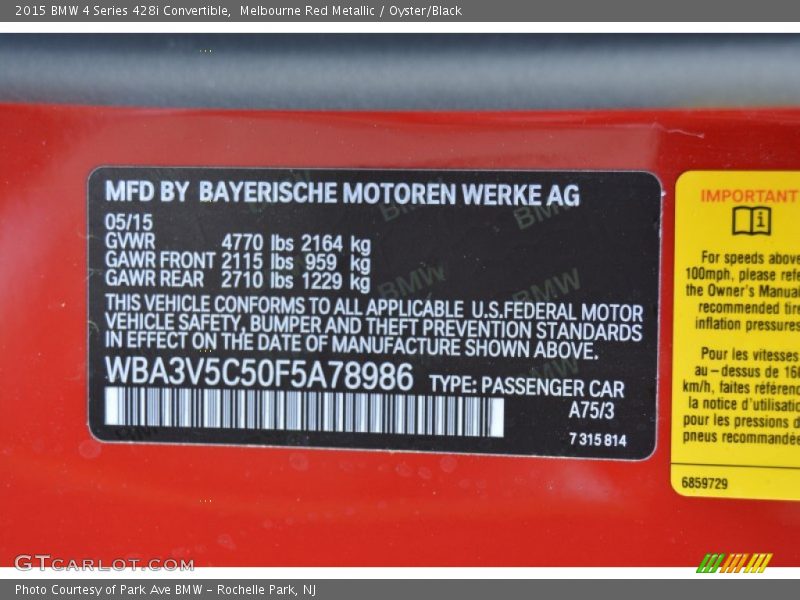 2015 BMW 4 Series 428i Convertible,  Melbourne Red Metallic / Oyster/Black
MFD BY BAYERISCHE MOTOREN WERKE AG
05/15
GVWR 4770 lbs 2164 kg
GAWR FRONT 2115 lbs 959 kg
GAWR REAR 2710 lbs 1229 kg
THIS VEHICLE CONFORMS TO ALL APPLICABLE U.S.FEDERAL MOTOR
VEHICLE SAFETY, BUMPER AND THEFT PREVENTION STANDARDS
IN EFFECT ON THE DATE OF MANUFACTURE SHOWN ABOVE.
WBA3V5C50F5A78986 TYPE: PASSENGER CAR
A75/3
7 315 814
IMPORTANT
For speeds above
100mph, please refe
the Owner's Manua
recommended tire
inflation pressures
Pour les vitesses
au-dessus de 16
km/h, faites référenc
la notice d'utilisatio
pour les pressions d
pneus recommandée
6859729
GTCARLOT.COM
Photo Courtesy of Park Ave BMW - Rochelle Park, NJ